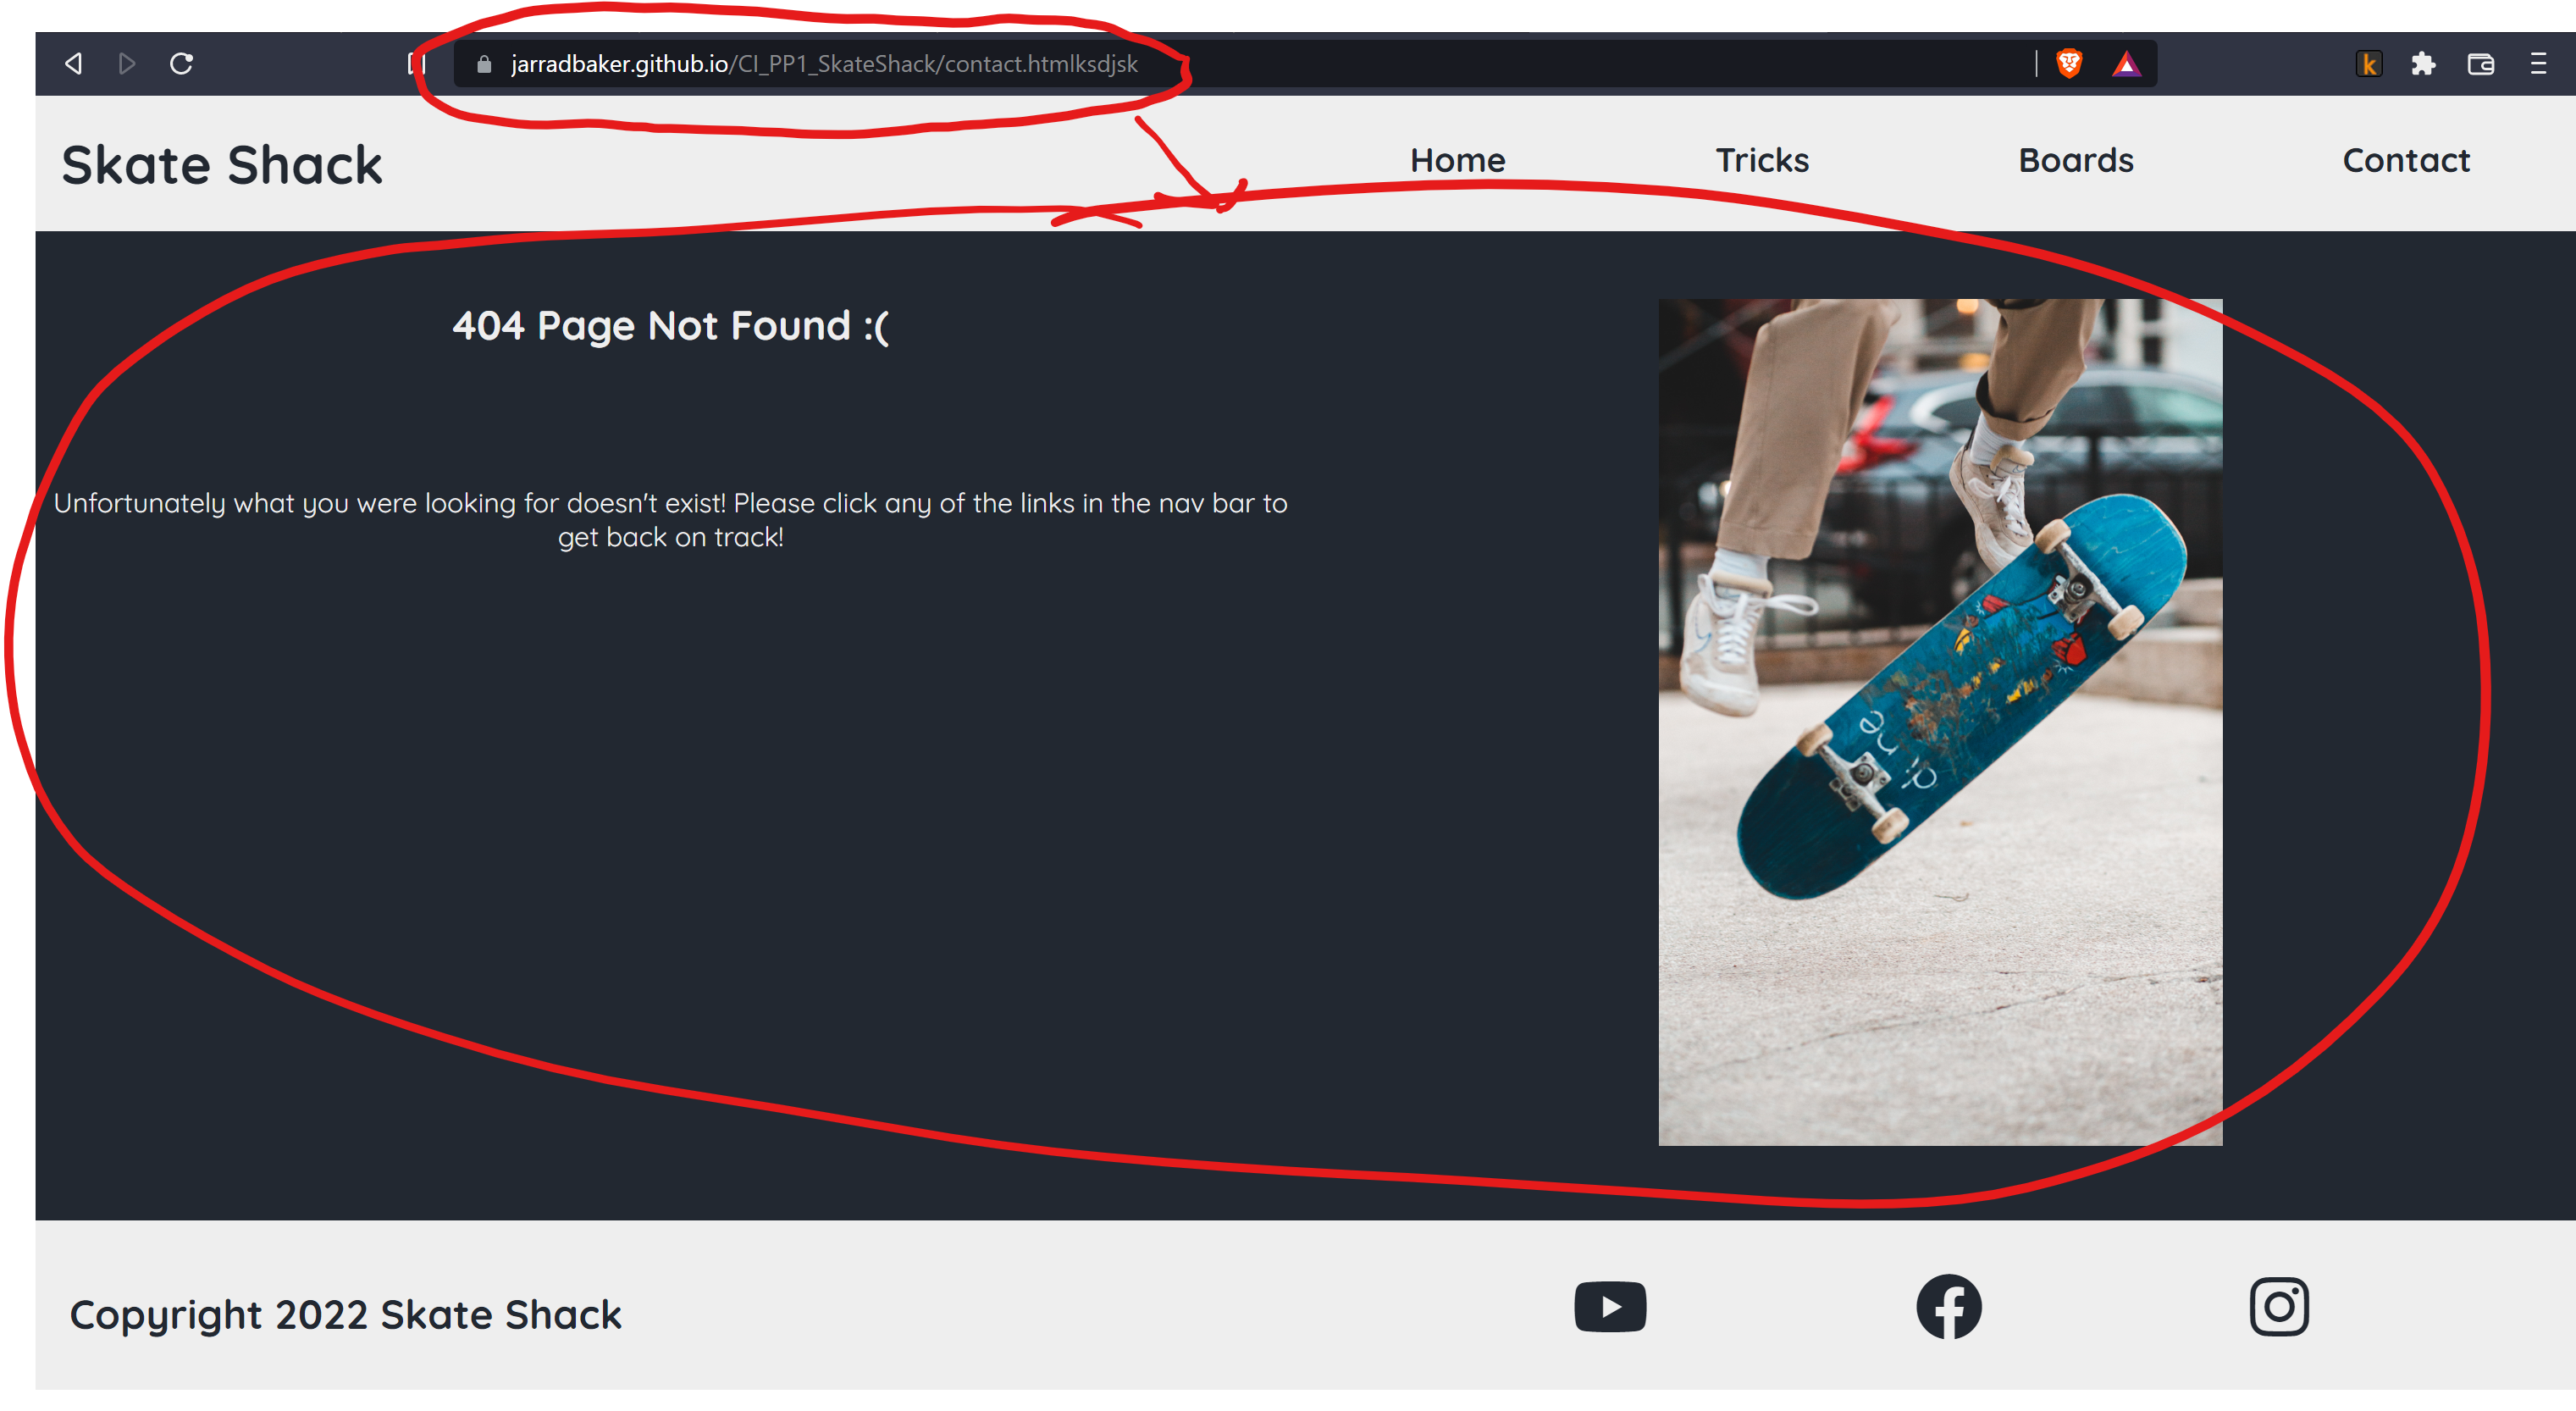 jarradbaker.github.io/CI_PP1_SkateShack/contact.htmlksdjsk
k
Skate Shack
Home
Tricks
Boards
Contact
404 Page Not Found :(
Unfortunately what you were looking for doesn't exist! Please click any of the links in the nav bar to
get back on track!
Copyright 2022 Skate Shack